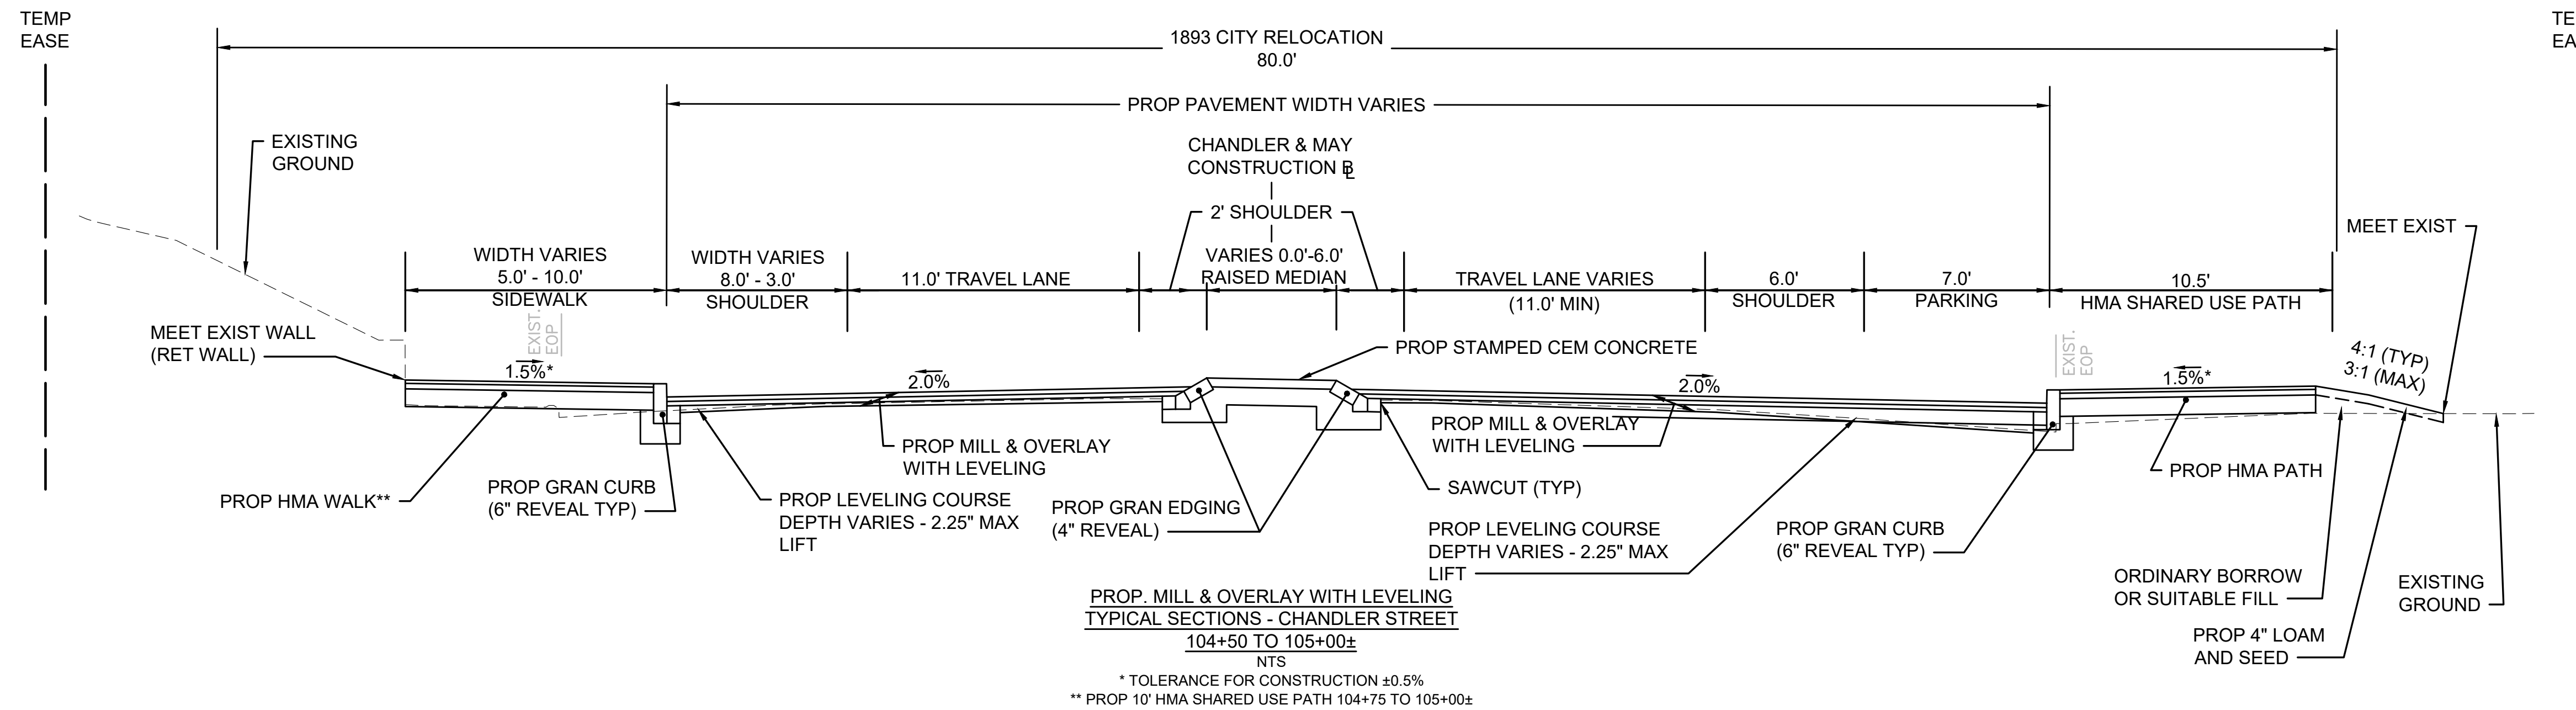 TEMP
EASE
TE
EA
1893 CITY RELOCATION
80.0'
PROP PAVEMENT WIDTH VARIES
EXISTING
GROUND
CHANDLER & MAY
CONSTRUCTION BL
2' SHOULDER
MEET EXIST
WIDTH VARIES
5.0' - 10.0'
SIDEWALK
WIDTH VARIES
8.0' - 3.0'
SHOULDER
11.0' TRAVEL LANE
VARIES 0.0'-6.0'
RAISED MEDIAN
TRAVEL LANE VARIES
(11.0' MIN)
6.0'
SHOULDER
7.0'
PARKING
10.5'
HMA SHARED USE PATH
MEET EXIST WALL
(RET WALL)
EXIST.
EOP
1.5%*
2.0%
PROP STAMPED CEM CONCRETE
2.0%
EXIST.
EOP
1.5%*
4:1 (TYP)
3:1 (MAX)
PROP HMA WALK**
PROP GRAN CURB
(6" REVEAL TYP)
PROP MILL & OVERLAY
WITH LEVELING
PROP LEVELING COURSE
DEPTH VARIES - 2.25" MAX
LIFT
PROP GRAN EDGING
(4" REVEAL)
PROP MILL & OVERLAY
WITH LEVELING
SAWCUT (TYP)
PROP LEVELING COURSE
DEPTH VARIES - 2.25" MAX
LIFT
PROP GRAN CURB
(6" REVEAL TYP)
PROP HMA PATH
ORDINARY BORROW
OR SUITABLE FILL
EXISTING
GROUND
PROP 4" LOAM
AND SEED
PROP. MILL & OVERLAY WITH LEVELING
TYPICAL SECTIONS - CHANDLER STREET
104+50 TO 105+00±
NTS
* TOLERANCE FOR CONSTRUCTION ±0.5%
** PROP 10' HMA SHARED USE PATH 104+75 TO 105+00±